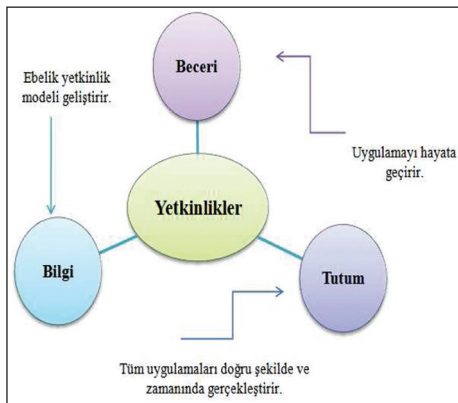 Beceri
Ebelik yetkinlik
modeli geliştirir.
Uygulamayı hayata
geçirir.
Yetkinlikler
Bilgi
Tutum
Tüm uygulamaları doğru şekilde ve
zamanında gerçekleştirir.